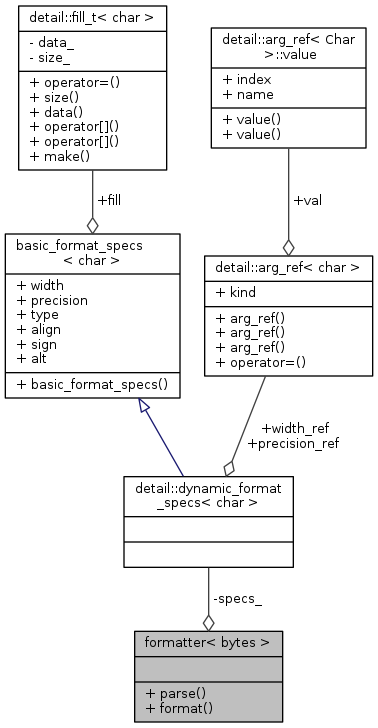 detail::fill_t< char >
- data_
- size_
+ operator=()
+ size()
+ data()
+ operator[]()
+ operator[]()
+ make()
detail::arg_ref< Char
>::value
+ index
+ name
+ value()
+ value()
+fill
+val
basic_format_specs
< char >
+ width
+ precision
+ type
+ align
+ sign
+ alt
+ basic_format_specs()
detail::arg_ref< char >
+ kind
+ arg_ref()
+ arg_ref()
+ arg_ref()
+ operator=()
+width_ref
+precision_ref
detail::dynamic_format
_specs< char >
-specs_
formatter< bytes >
+ parse()
+ format()